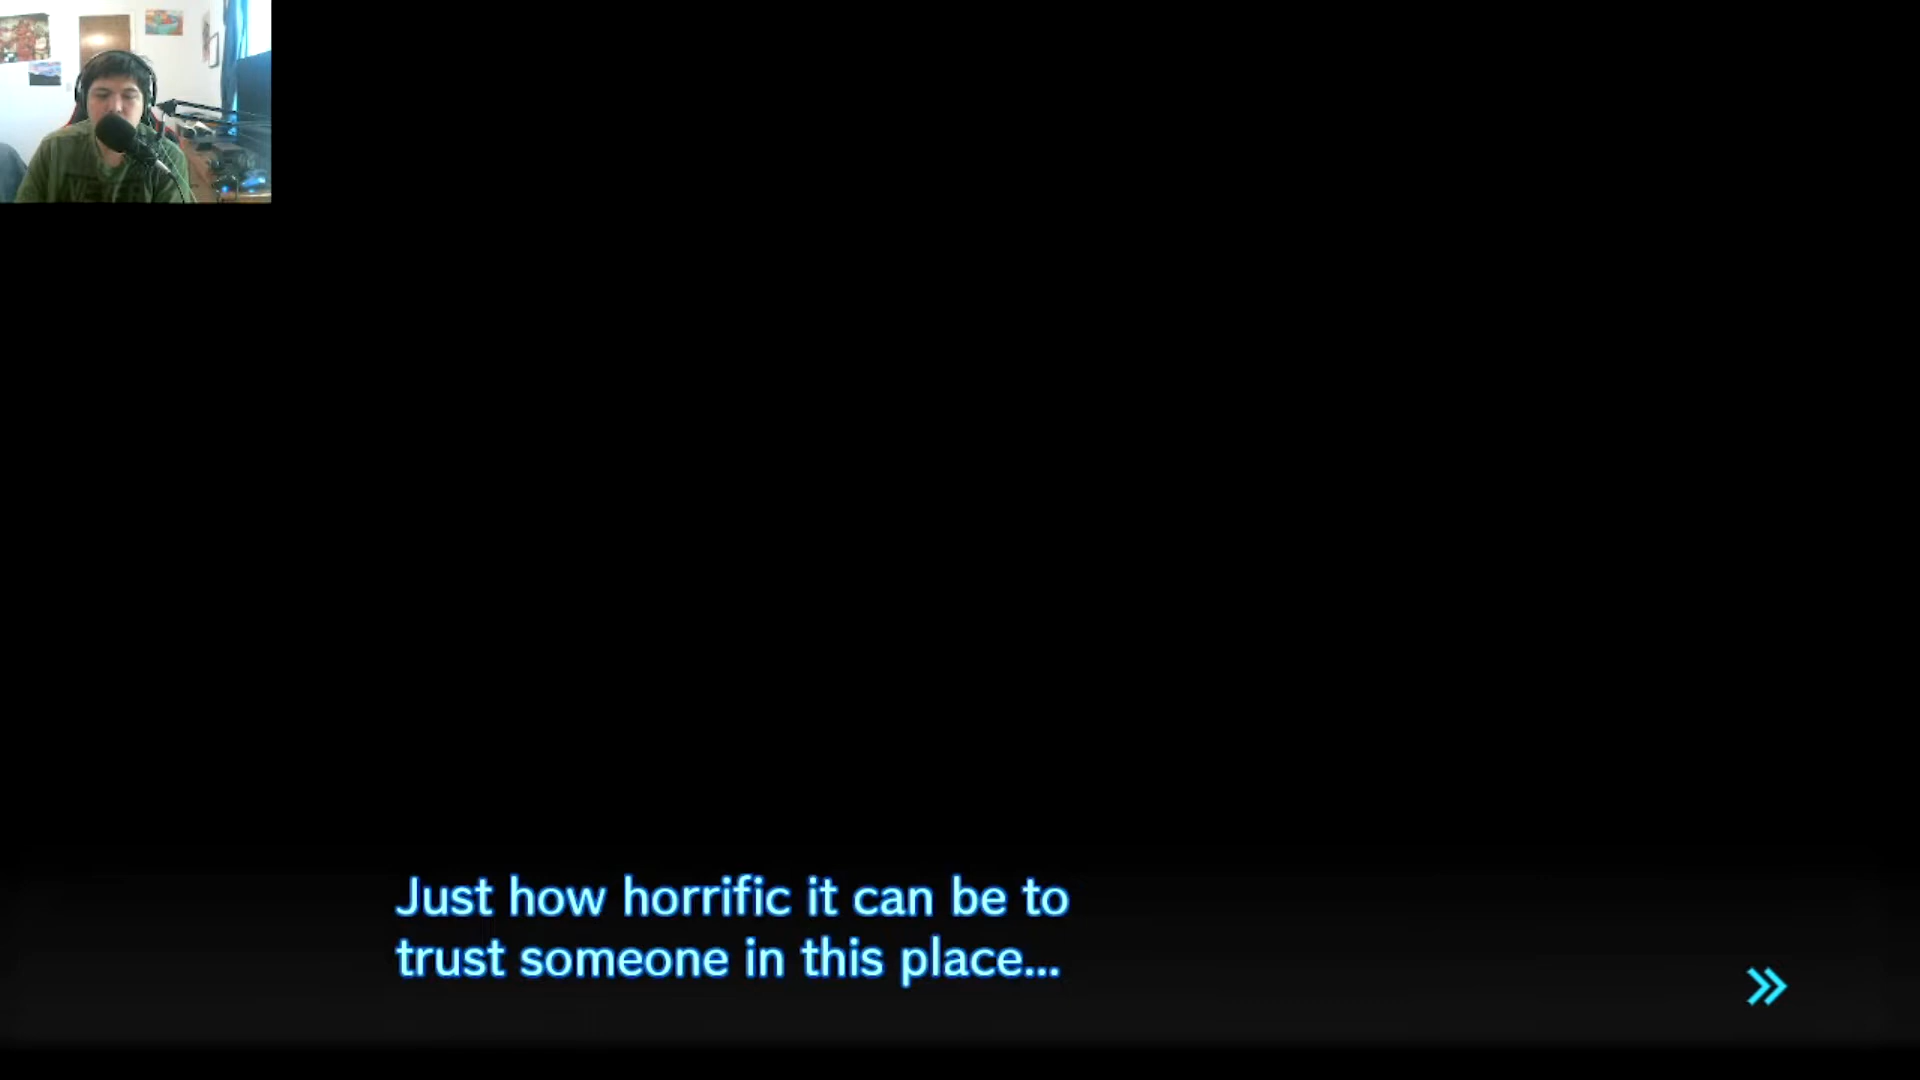 Just how horrific it can be to
trust someone in this place...